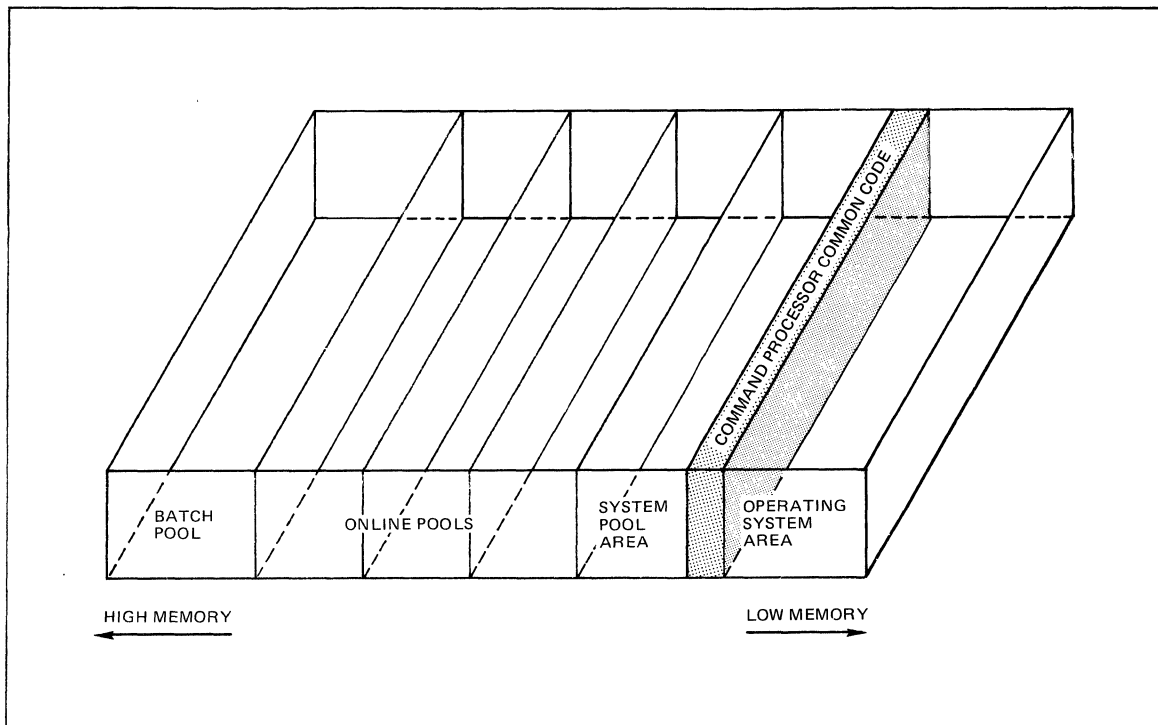 COMMAND PROCESSOR COMMON CODE
BATCH
POOL
ONLINE POOLS
SYSTEM
POOL
AREA
OPERATING
SYSTEM
AREA
HIGH MEMORY
LOW MEMORY